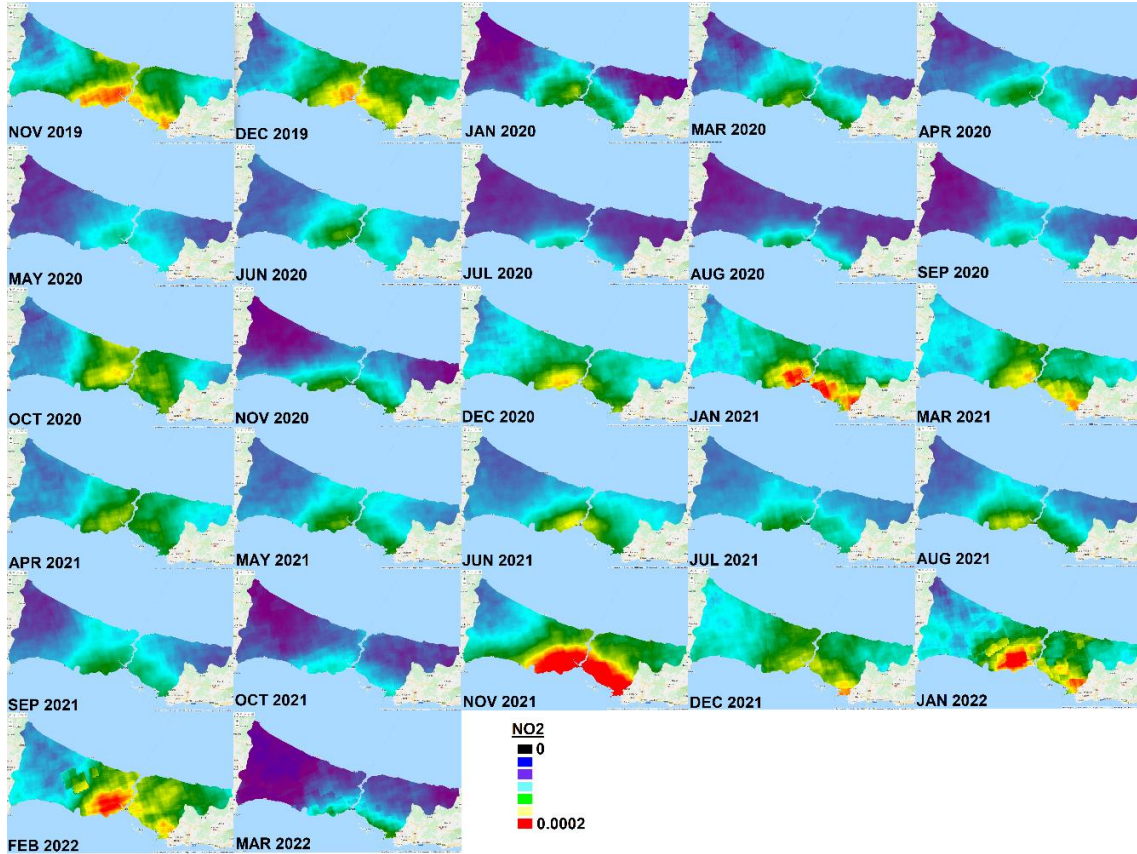 NOV 2019
DEC 2019
JAN 2020
MAR 2020
APR 2020
MAY 2020
JUN 2020
JUL 2020
AUG 2020
SEP 2020
OCT 2020
NOV 2020
DEC 2020
JAN 2021
MAR 2021
APR 2021
MAY 2021
JUN 2021
JUL 2021
AUG 2021
SEP 2021
OCT 2021
NOV 2021
DEC 2021
JAN 2022
FEB 2022
MAR 2022
NO2
0
0.0002